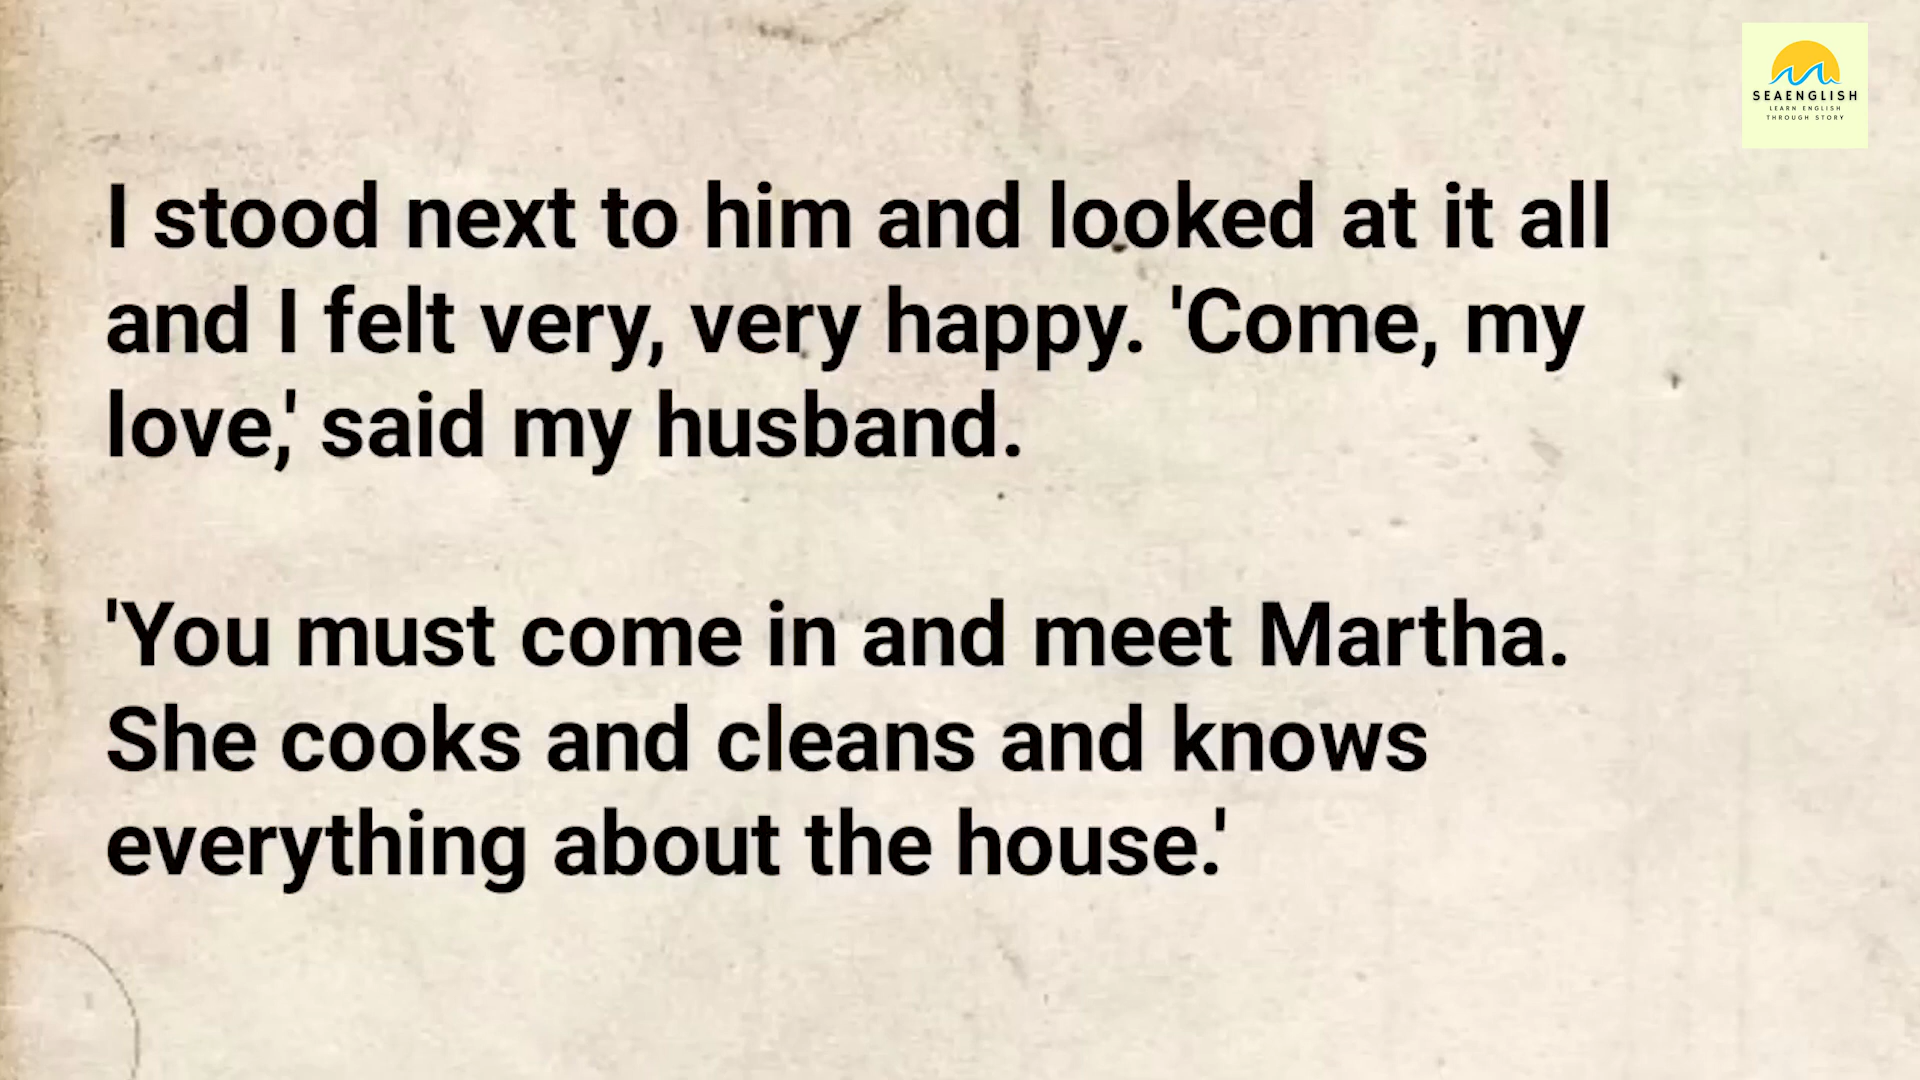 SEAENGLISH
LEARN ENGLISH
THROUGH STORY
I stood next to him and looked at it all
and I felt very, very happy. 'Come, my
love,' said my husband.
'You must come in and meet Martha.
She cooks and cleans and knows
everything about the house.'